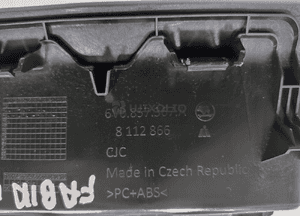 8 112 866
CJC
Made in Czech Republic
>PC+ABS<
FABIA